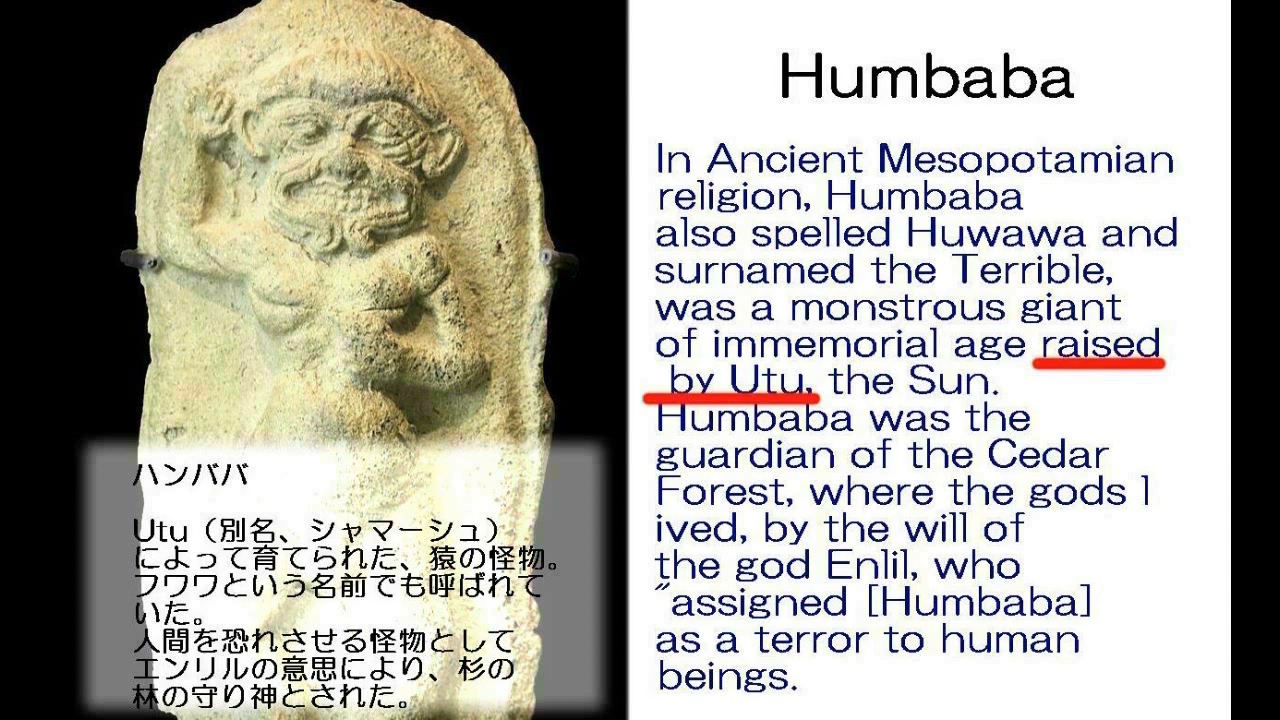 Humbaba
In Ancient Mesopotamian
religion, Humbaba
also spelled Huwawa and
surnamed the Terrible,
was a monstrous giant
of immemorial age raised
by Utu, the Sun.
Humbaba was the
guardian of the Cedar
Forest, where the gods l
ived, by the will of
the god Enlil, who
"assigned [Humbaba]
as a terror to human
beings.
ハンババ
Utu（別名、シャマーシュ）
によって育てられた、猿の怪物。
フワワという名前でも呼ばれて
いた。
人間を恐れさせる怪物として
エンリルの意思により、杉の
林の守り神とされた。